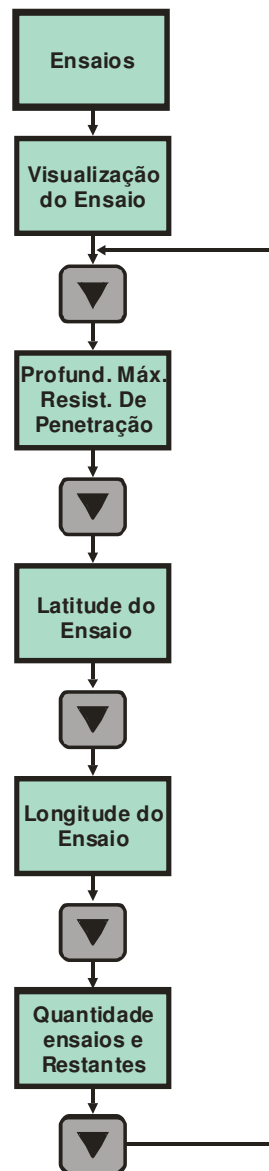 Ensaios
Visualização
do Ensaio
Profund. Máx.
Resist. De
Penetração
Latitude do
Ensaio
Longitude do
Ensaio
Quantidade
ensaios e
Restantes